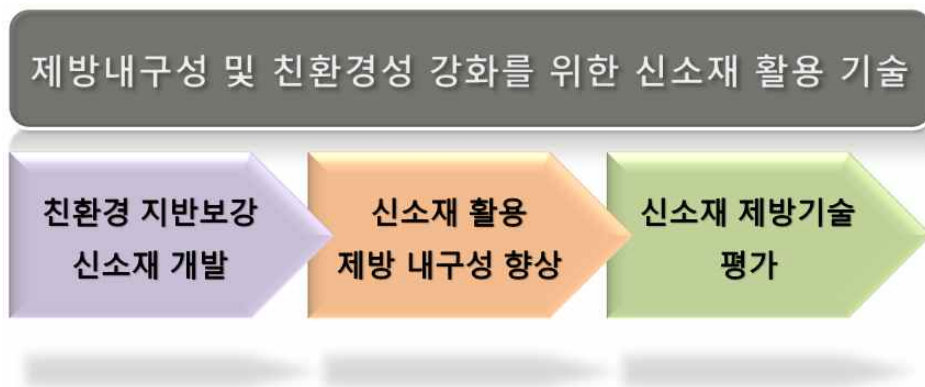 제방내구성 및 친환경성 강화를 위한 신소재 활용 기술
친환경 지반보강
신소재 개발
신소재 활용
제방 내구성 향상
신소재 제방기술
평가